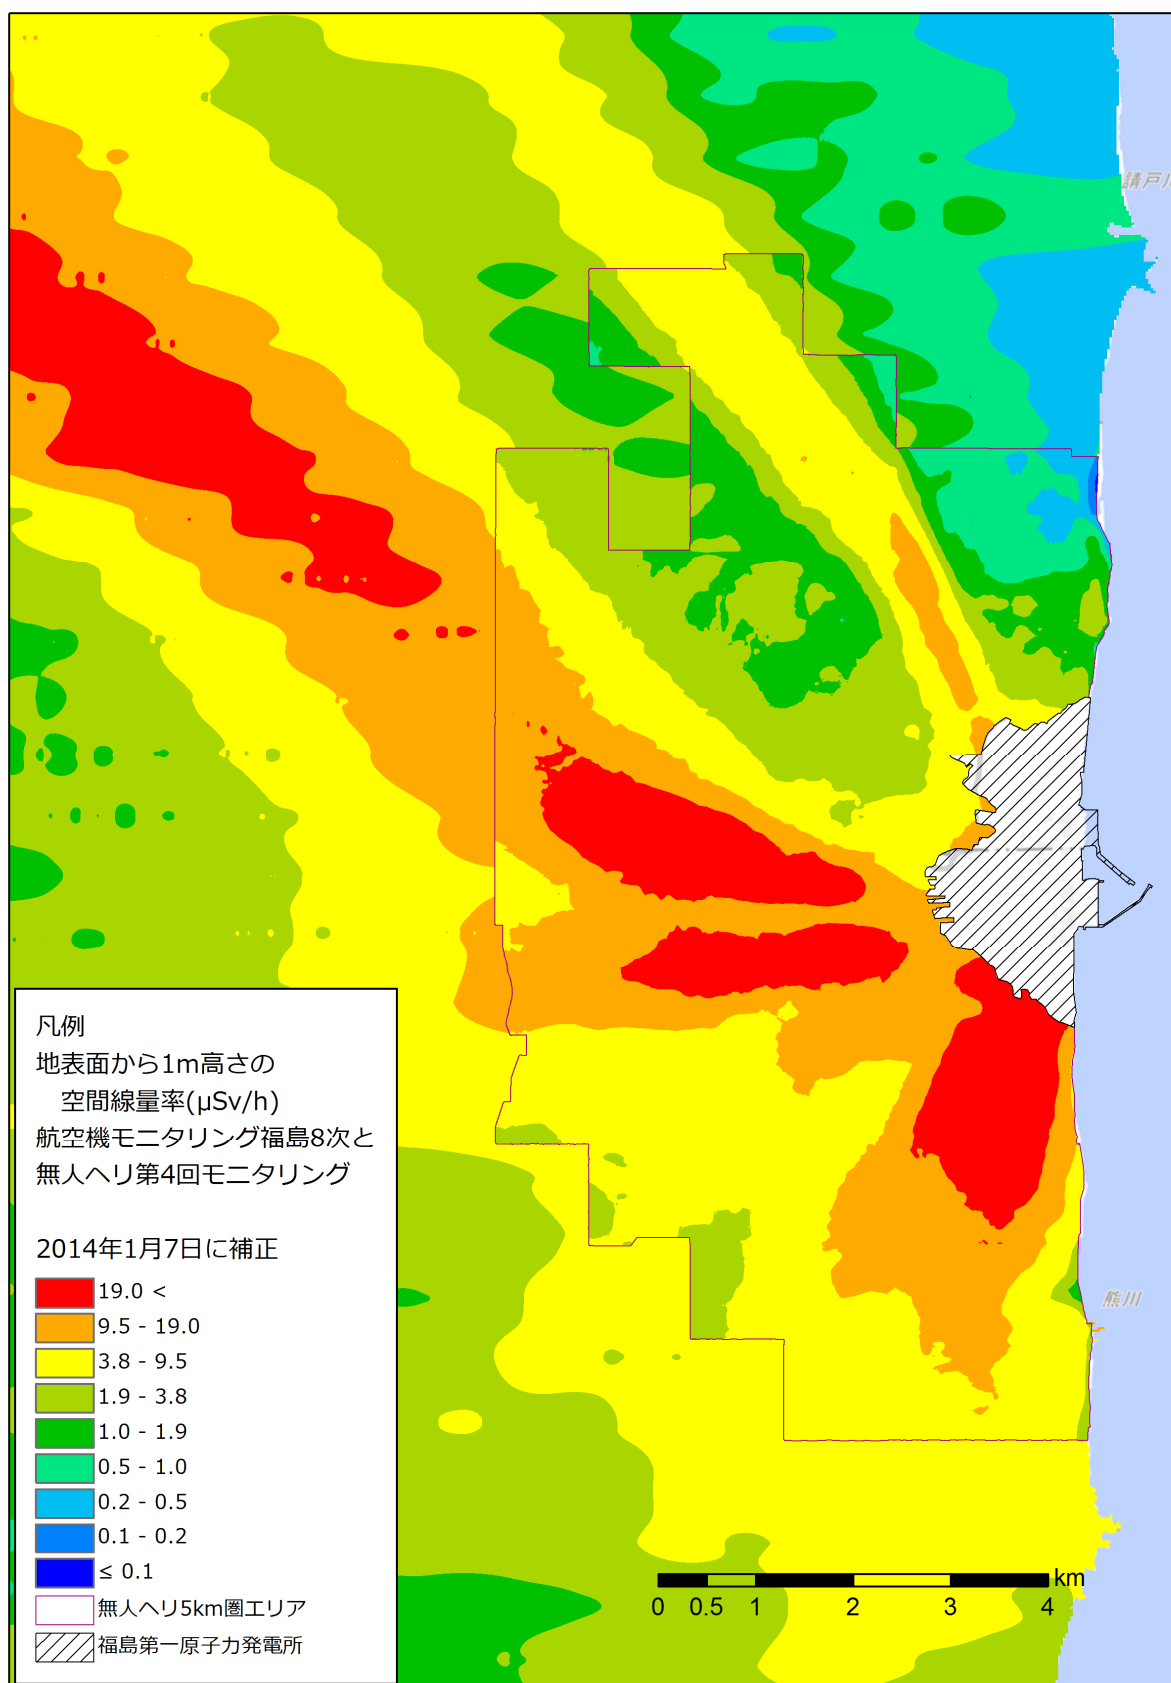 請戸川
熊川
凡例
地表面から1m高さの
空間線量率(μSv/h)
航空機モニタリング福島8次と
無人ヘリ第4回モニタリング
2014年1月7日に補正
19.0 <
9.5 - 19.0
3.8 - 9.5
1.9 - 3.8
1.0 - 1.9
0.5 - 1.0
0.2 - 0.5
0.1 - 0.2
≤ 0.1
無人ヘリ5km圏エリア
福島第一原子力発電所
km
0 0.5 1 2 3 4